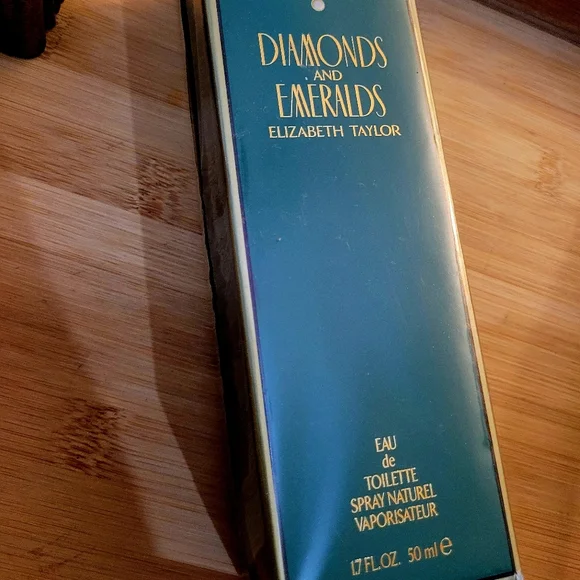 DIAMONDS
AND
EMERALDS
ELIZABETH TAYLOR
EAU
de
TOILETTE
SPRAY NATUREL
VAPORISATEUR
1.7 FL.OZ. 50 ml ℮